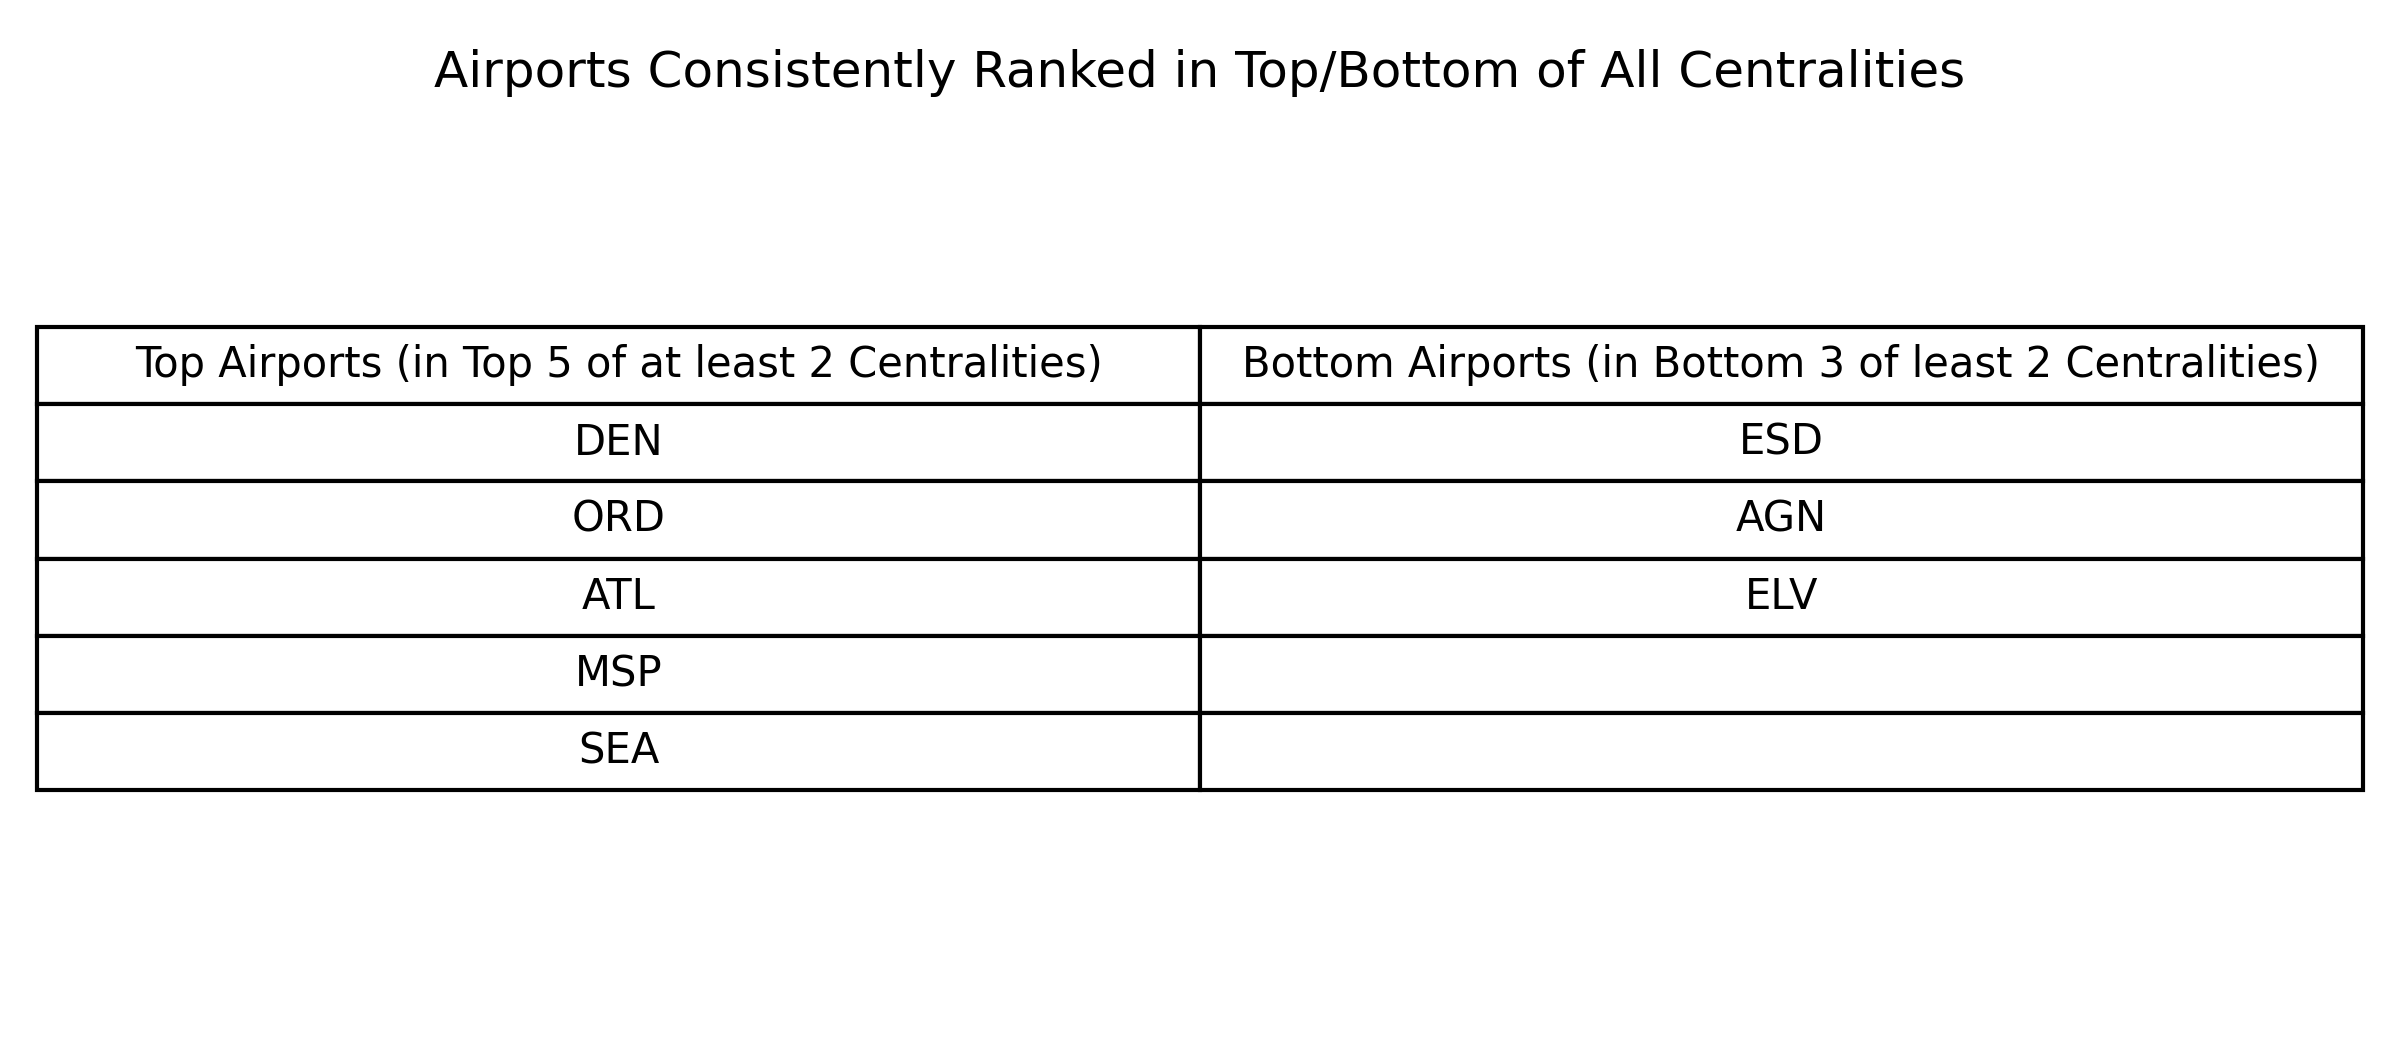 Airports Consistently Ranked in Top/Bottom of All Centralities
Top Airports (in Top 5 of at least 2 Centralities) Bottom Airports (in Bottom 3 of least 2 Centralities)
DEN ESD
ORD AGN
ATL ELV
MSP
SEA